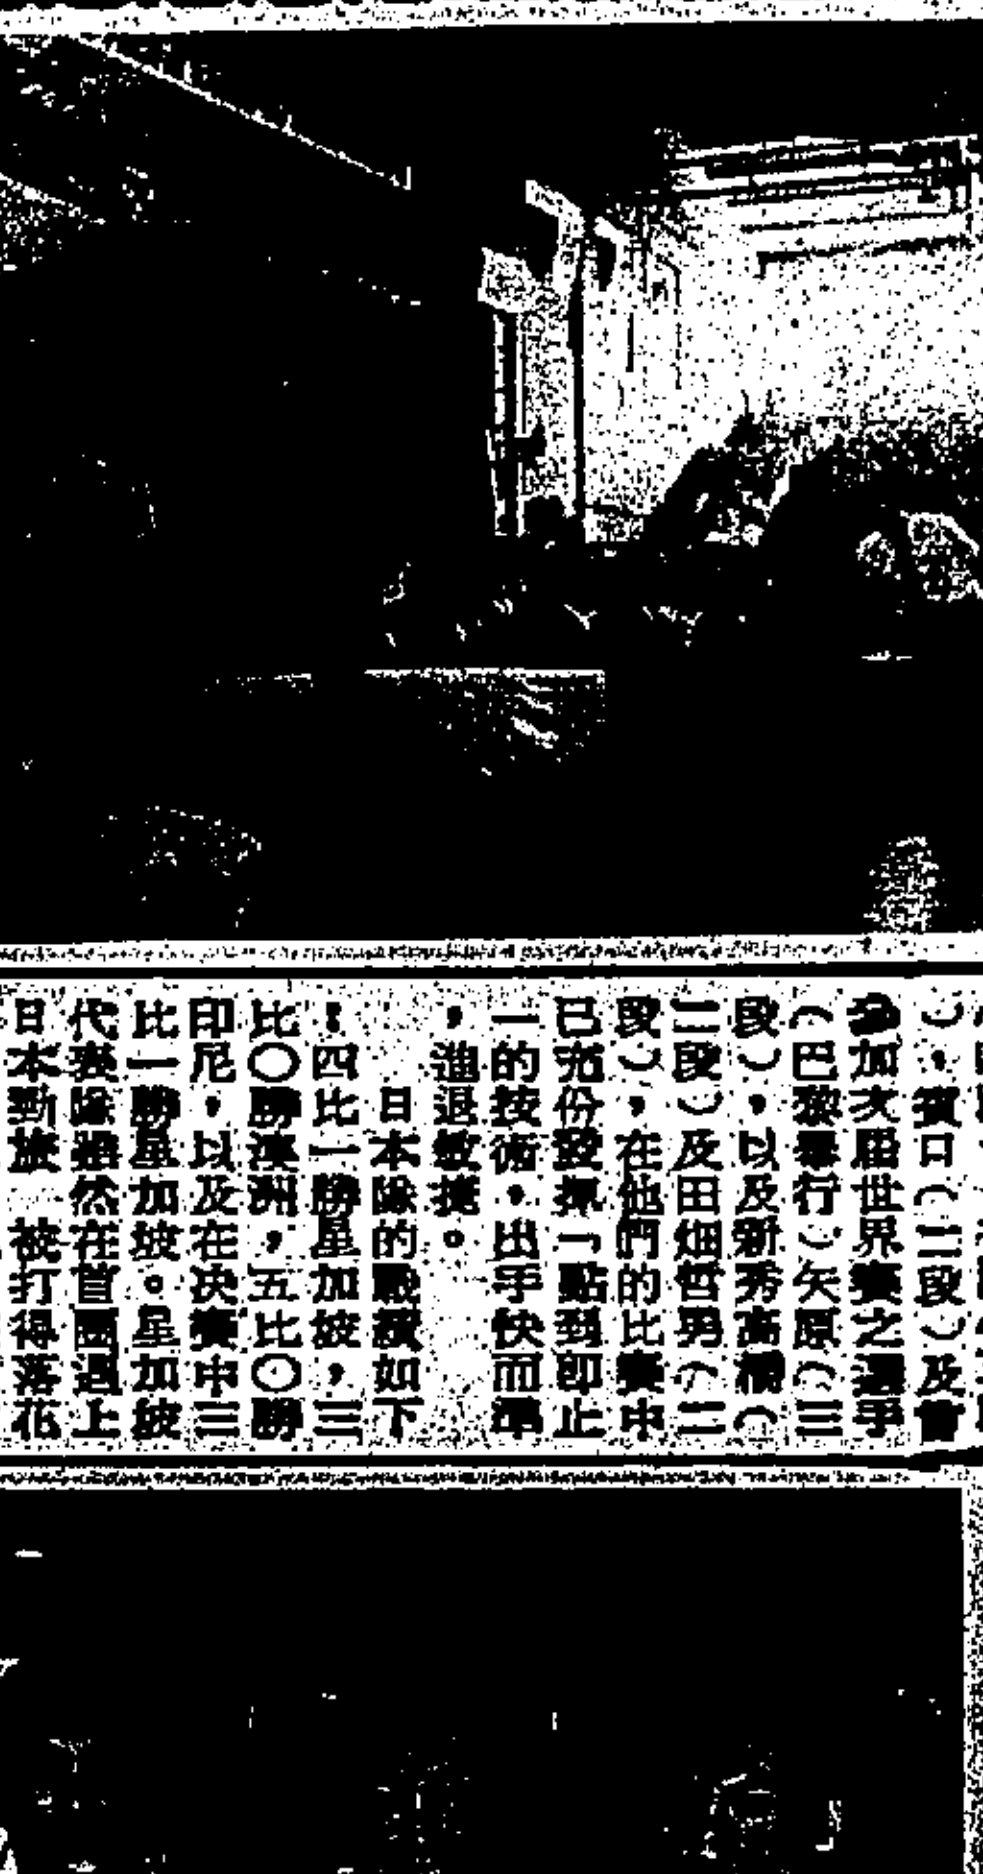 ），賓口（二段）及曾
參加次屆世界賽之選手
（巴黎舉行）矢原（三
段），以及新秀高橋（
二段）及田畑哲男（二
段），在他們的比賽中
已充份發揮「點到即止
一的技術，出手快而準
，進退敏捷。
日本隊的戰績如下
：四比一勝星加坡，三
比〇勝澳洲，五比〇勝
印尼，以及在決賽中三
比一勝星加坡。星加坡
代表隊雖然在首圈遇上
日本勁旅 被打得落花